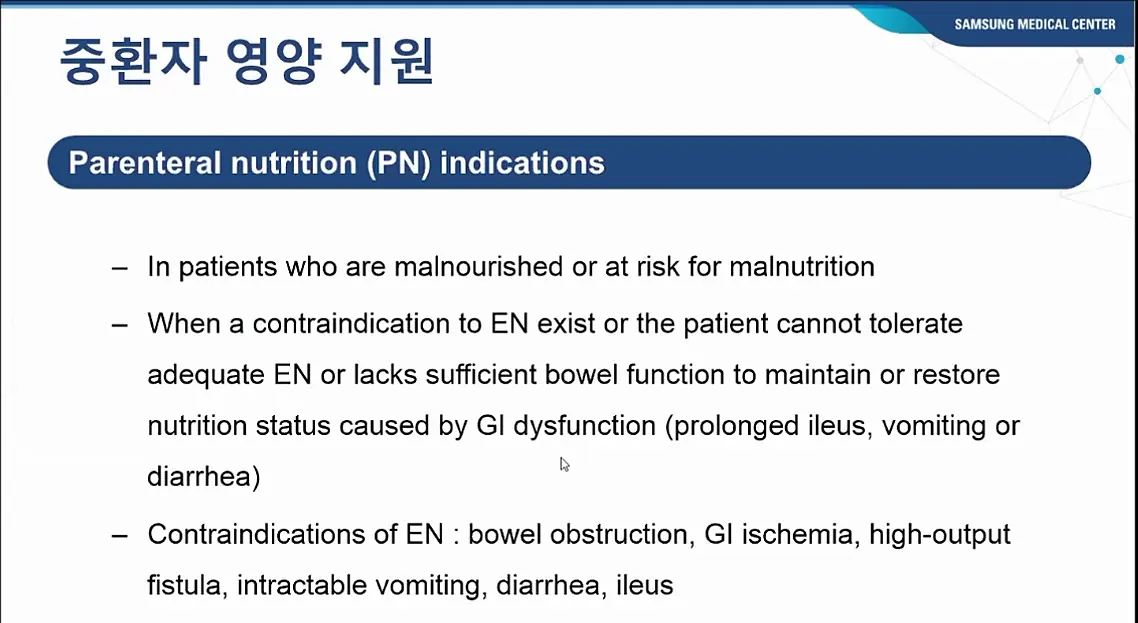 SAMSUNG MEDICAL CENTER
중환자 영양 지원
Parenteral nutrition (PN) indications
– In patients who are malnourished or at risk for malnutrition
– When a contraindication to EN exist or the patient cannot tolerate
adequate EN or lacks sufficient bowel function to maintain or restore
nutrition status caused by GI dysfunction (prolonged ileus, vomiting or
diarrhea)
– Contraindications of EN : bowel obstruction, GI ischemia, high-output
fistula, intractable vomiting, diarrhea, ileus